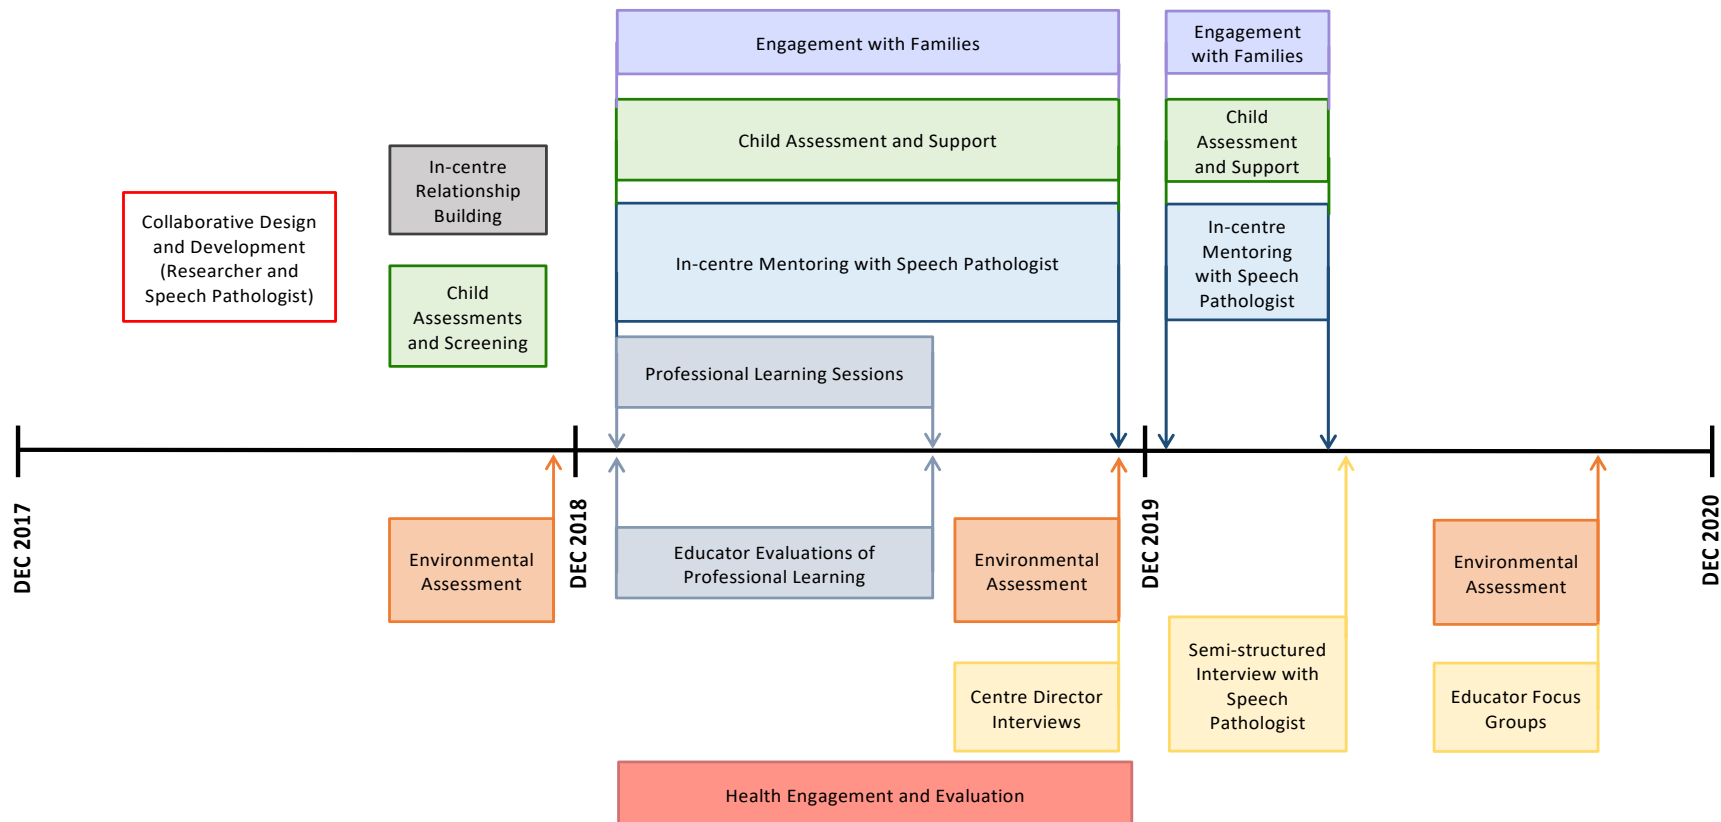 Engagement with Families
Engagement
with Families
Child Assessment and Support
Child
Assessment
and Support
In-centre
Relationship
Building
Collaborative Design
and Development
(Researcher and
Speech Pathologist)
Child
Assessments
and Screening
In-centre Mentoring with Speech Pathologist
In-centre
Mentoring
with Speech
Pathologist
Professional Learning Sessions
DEC 2017
DEC 2018
DEC 2019
DEC 2020
Environmental
Assessment
Educator Evaluations of
Professional Learning
Environmental
Assessment
Environmental
Assessment
Centre Director
Interviews
Semi-structured
Interview with
Speech
Pathologist
Educator Focus
Groups
Health Engagement and Evaluation